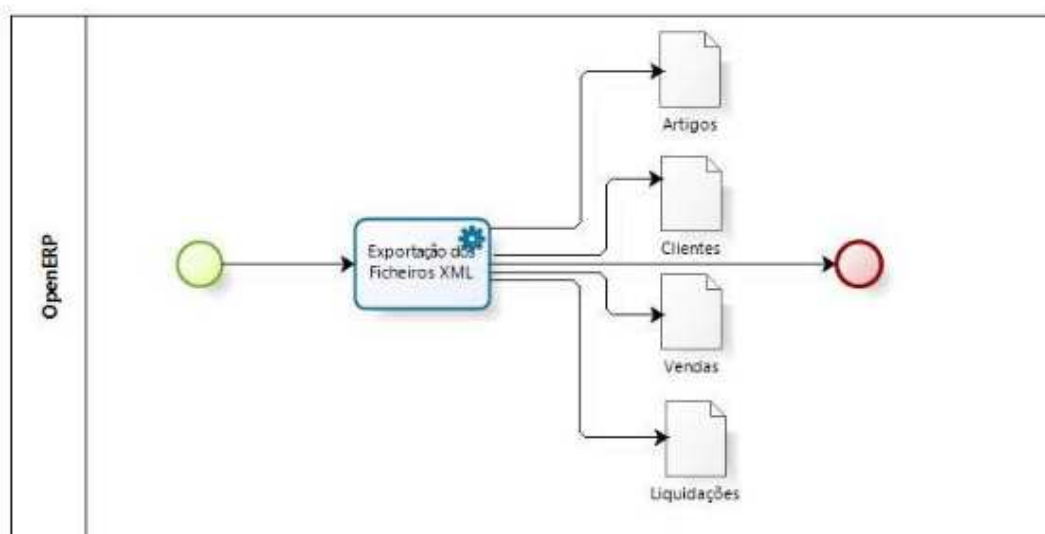 OpenERP
Exportação dos
Ficheiros XML
Artigos
Clientes
Vendas
Liquidações